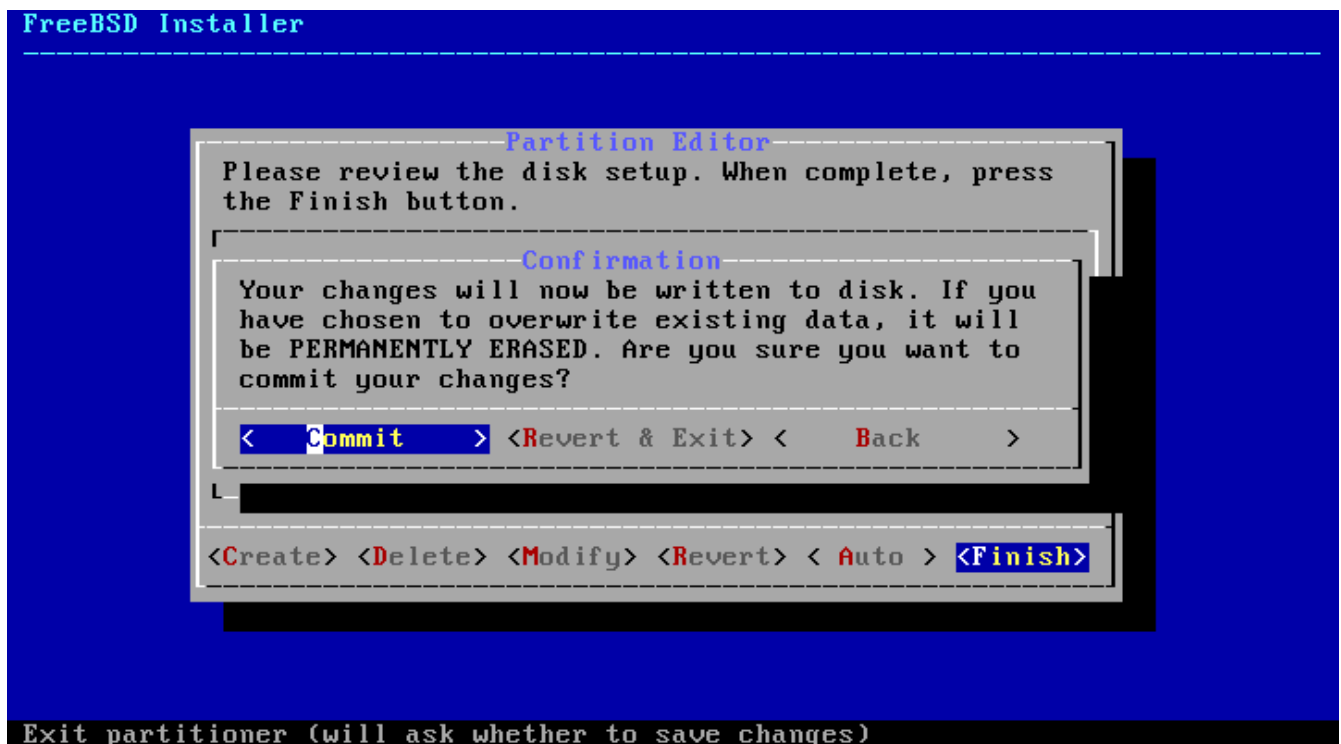 FreeBSD Installer
Partition Editor
Please review the disk setup. When complete, press
the Finish button.
Confirmation
Your changes will now be written to disk. If you
have chosen to overwrite existing data, it will
be PERMANENTLY ERASED. Are you sure you want to
commit your changes?
<   Commit   > <Revert & Exit> <   Back   >
<Create> <Delete> <Modify> <Revert> < Auto > <Finish>
Exit partitioner (will ask whether to save changes)